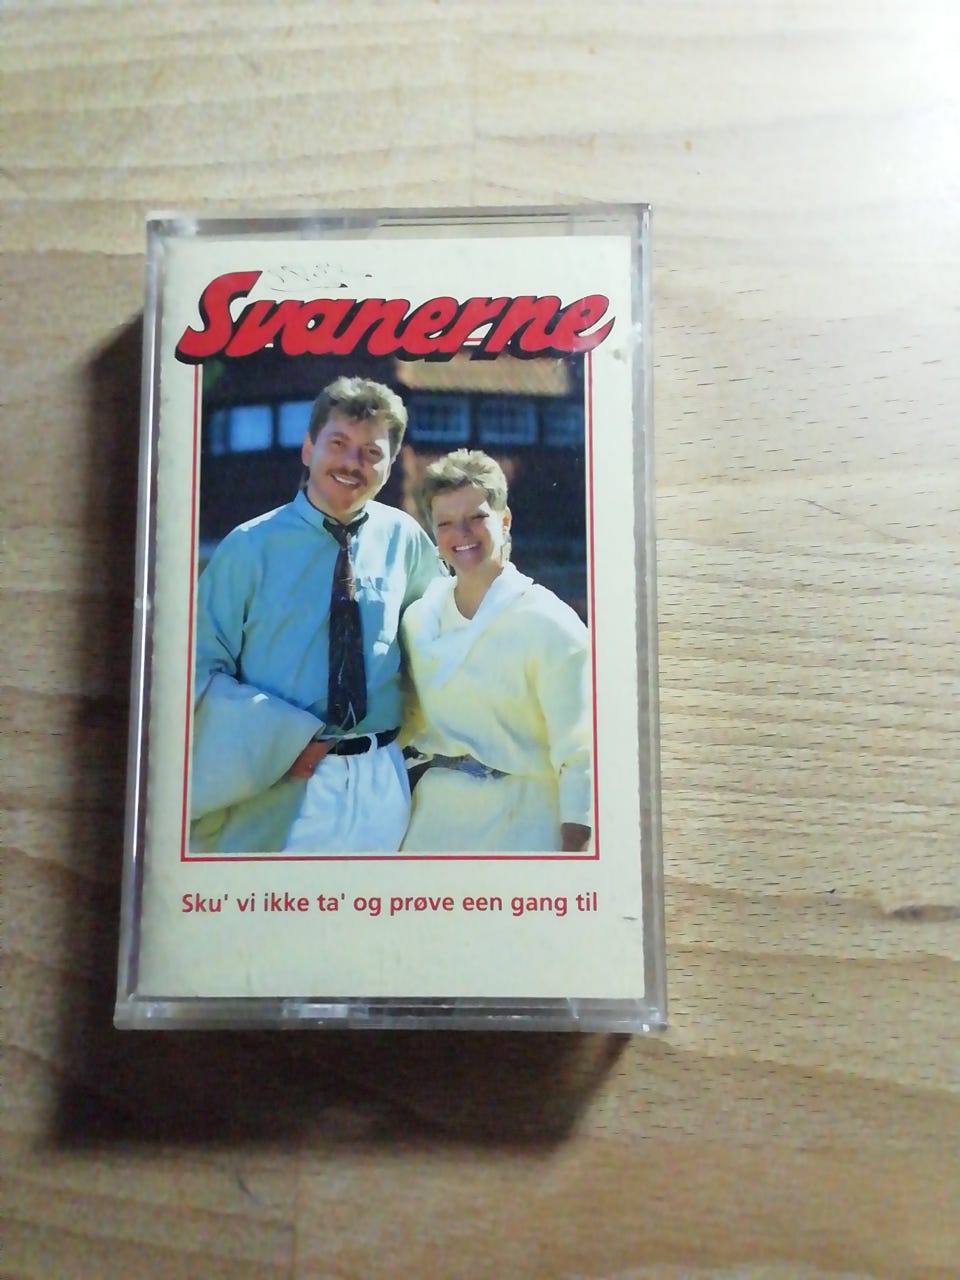 Svanerne
Sku' vi ikke ta' og prøve een gang til